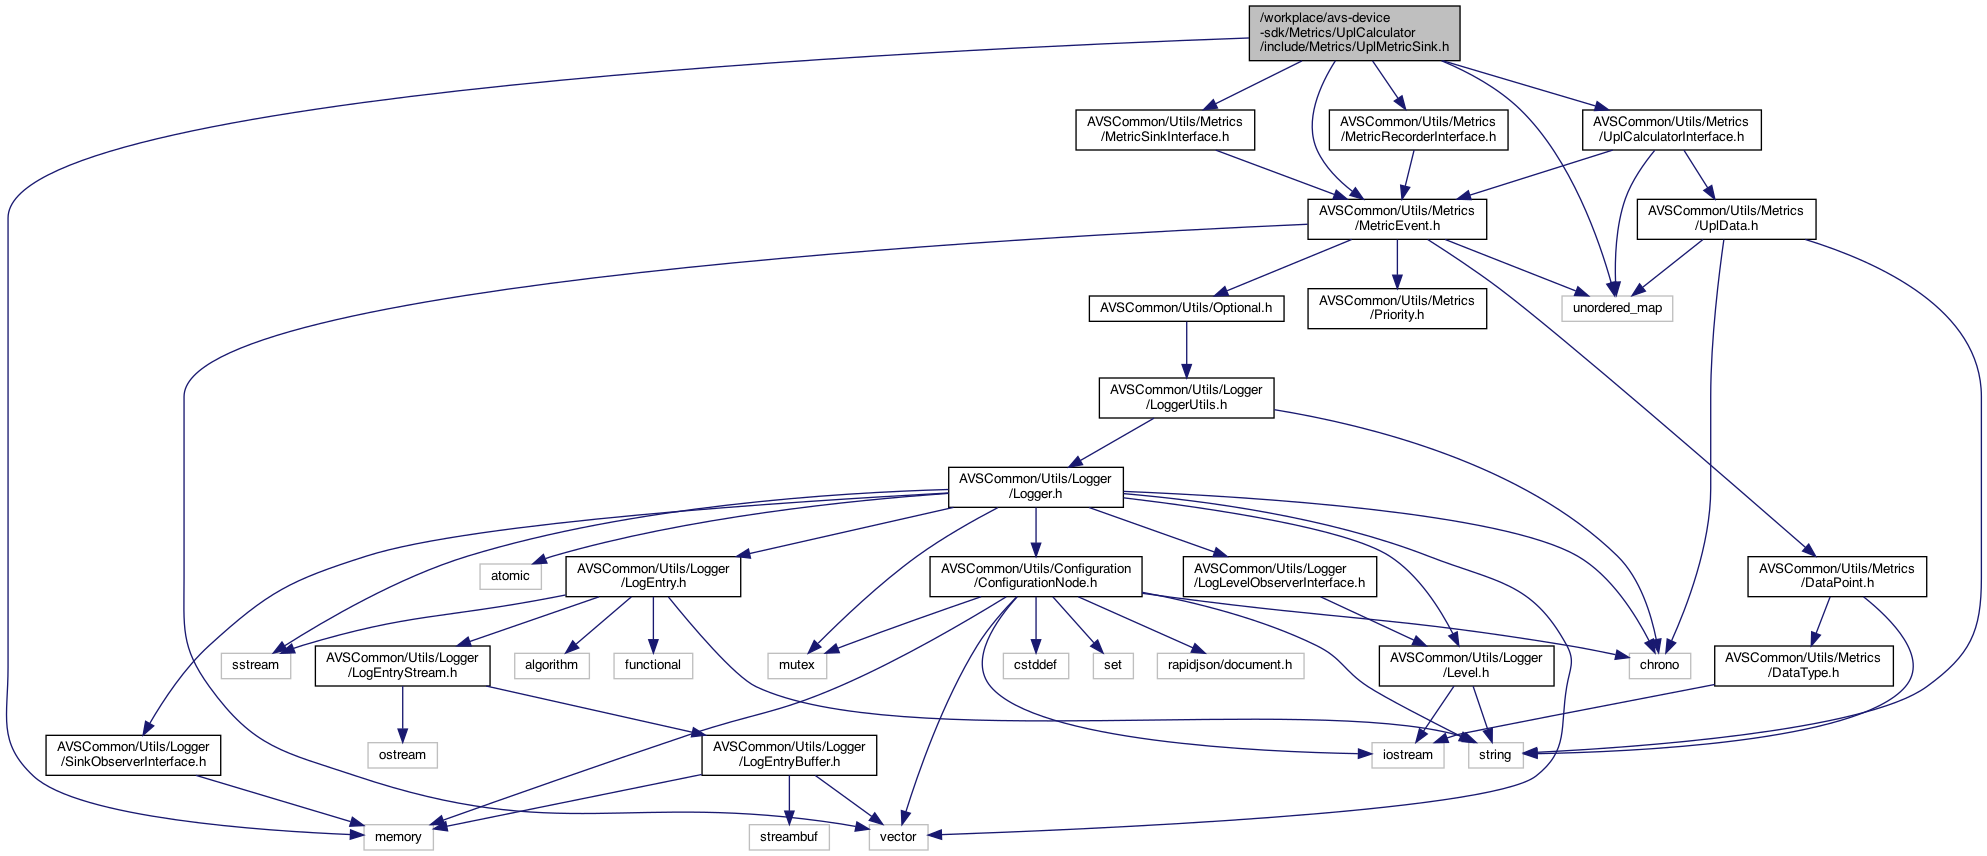 /workplace/avs-device
-sdk/Metrics/UplCalculator
/include/Metrics/UplMetricSink.h
AVSCommon/Utils/Metrics
/MetricSinkInterface.h
AVSCommon/Utils/Metrics
/MetricRecorderInterface.h
AVSCommon/Utils/Metrics
/UplCalculatorInterface.h
AVSCommon/Utils/Metrics
/MetricEvent.h
AVSCommon/Utils/Metrics
/UplData.h
AVSCommon/Utils/Optional.h
AVSCommon/Utils/Metrics
/Priority.h
unordered_map
AVSCommon/Utils/Logger
/LoggerUtils.h
AVSCommon/Utils/Logger
/Logger.h
atomic
AVSCommon/Utils/Logger
/LogEntry.h
AVSCommon/Utils/Configuration
/ConfigurationNode.h
AVSCommon/Utils/Logger
/LogLevelObserverInterface.h
AVSCommon/Utils/Metrics
/DataPoint.h
sstream
AVSCommon/Utils/Logger
/LogEntryStream.h
algorithm
functional
mutex
cstddef
set
rapidjson/document.h
AVSCommon/Utils/Logger
/Level.h
chrono
AVSCommon/Utils/Metrics
/DataType.h
AVSCommon/Utils/Logger
/SinkObserverInterface.h
ostream
AVSCommon/Utils/Logger
/LogEntryBuffer.h
iostream
string
memory
streambuf
vector